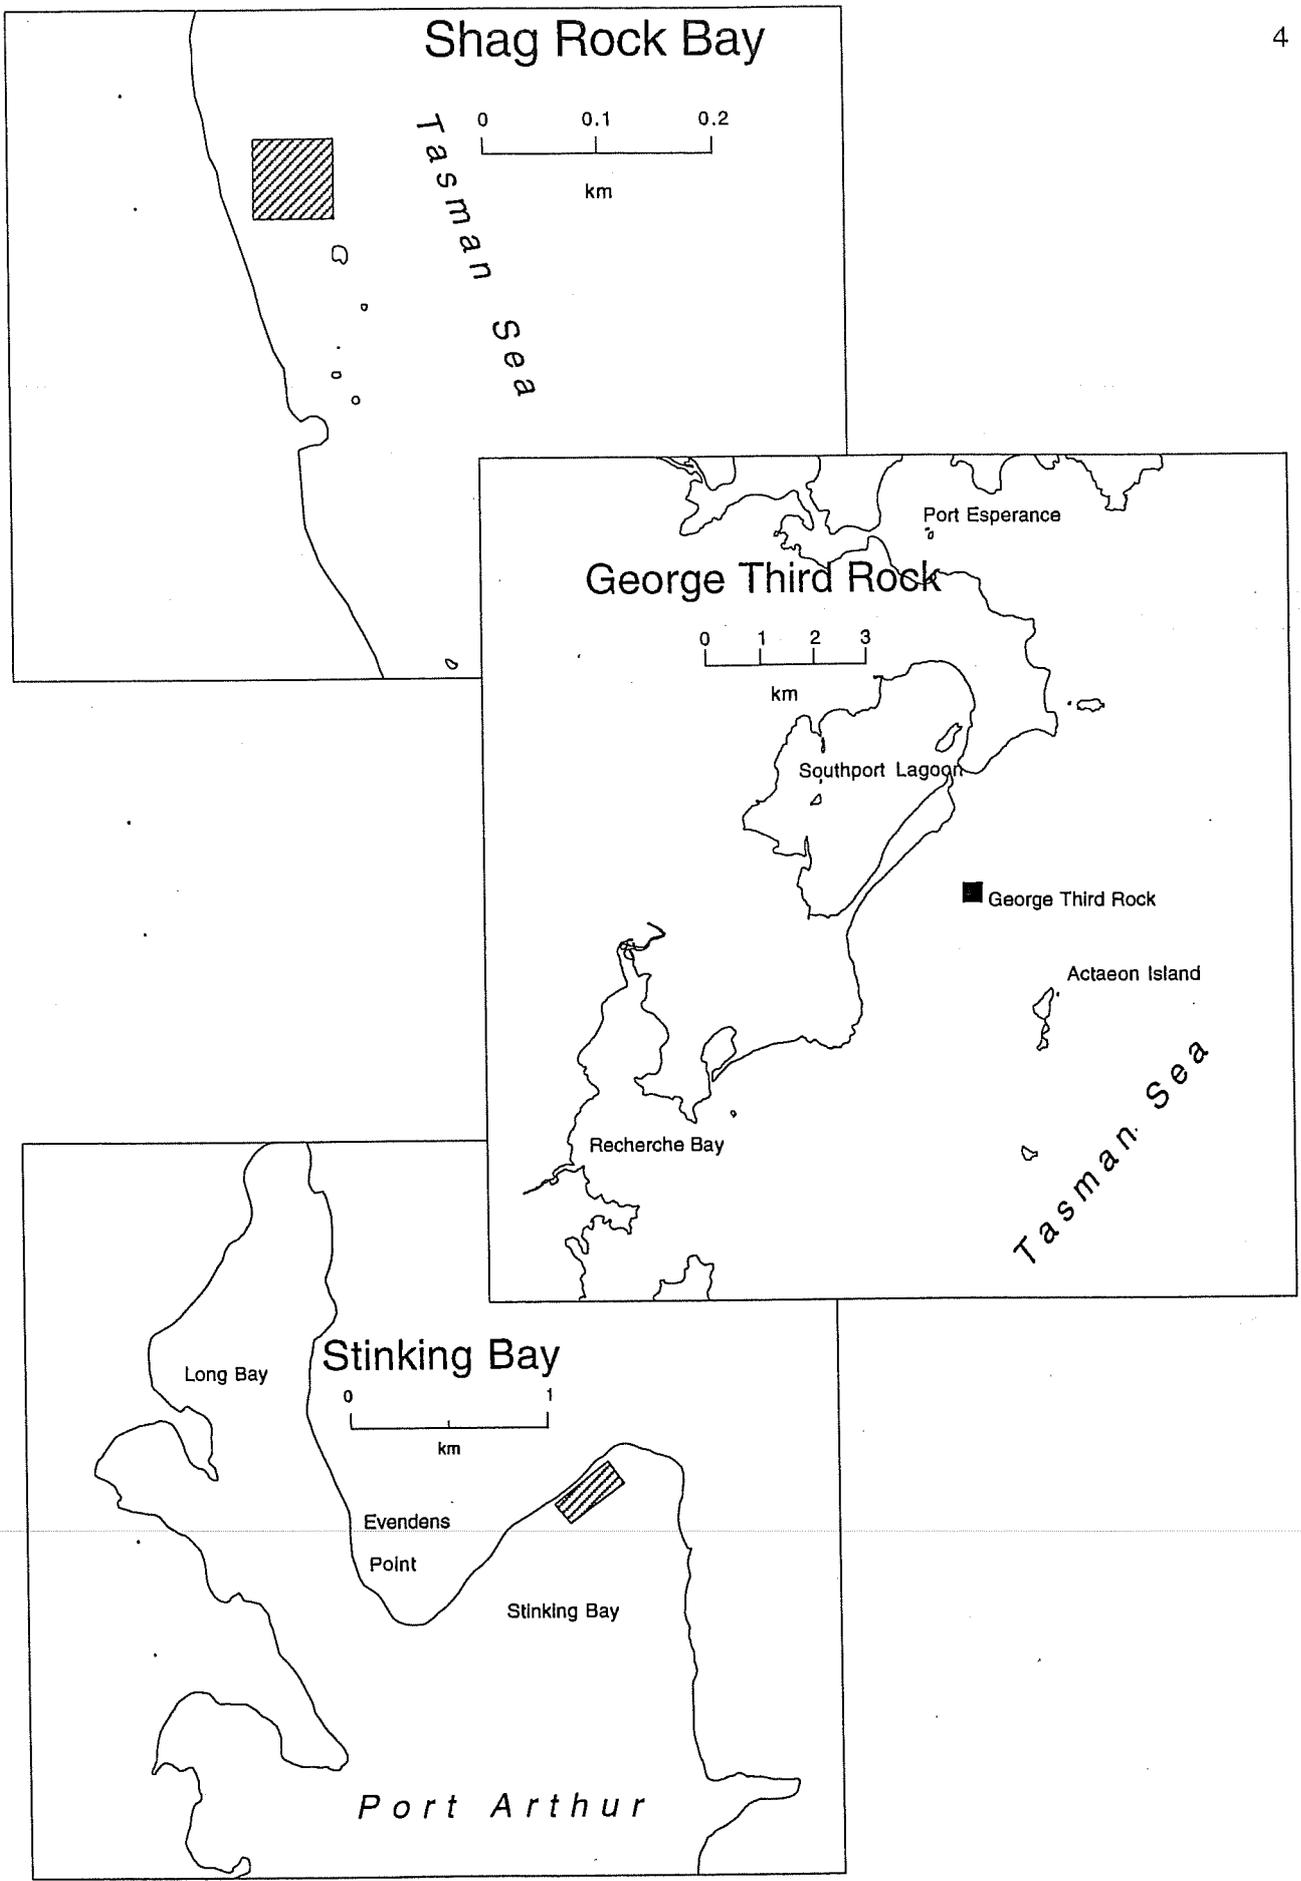 4
Shag Rock Bay
0 0.1 0.2
km
Tasman Sea
Port Esperance
George Third Rock
0 1 2 3
km
Southport Lagoon
George Third Rock
Actaeon Island
Tasman Sea
Recherche Bay
Stinking Bay
Long Bay
0 1
km
Evendens
Point
Stinking Bay
Port Arthur